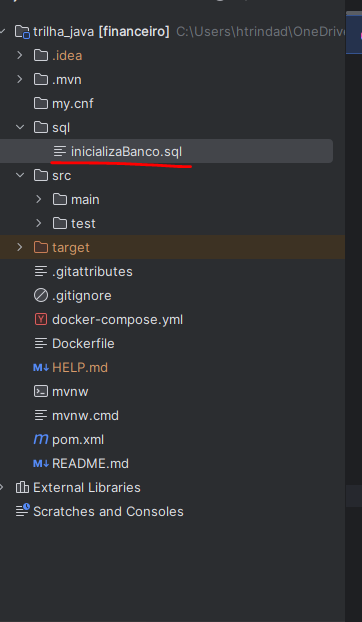 trilha_java [financeiro] C:\Users\htrindad\OneDrive
.idea
.mvn
my.cnf
sql
inicializaBanco.sql
src
main
test
target
.gitattributes
.gitignore
Y docker-compose.yml
Dockerfile
M↓ HELP.md
mvnw
mvnw.cmd
m pom.xml
M↓ README.md
External Libraries
Scratches and Consoles